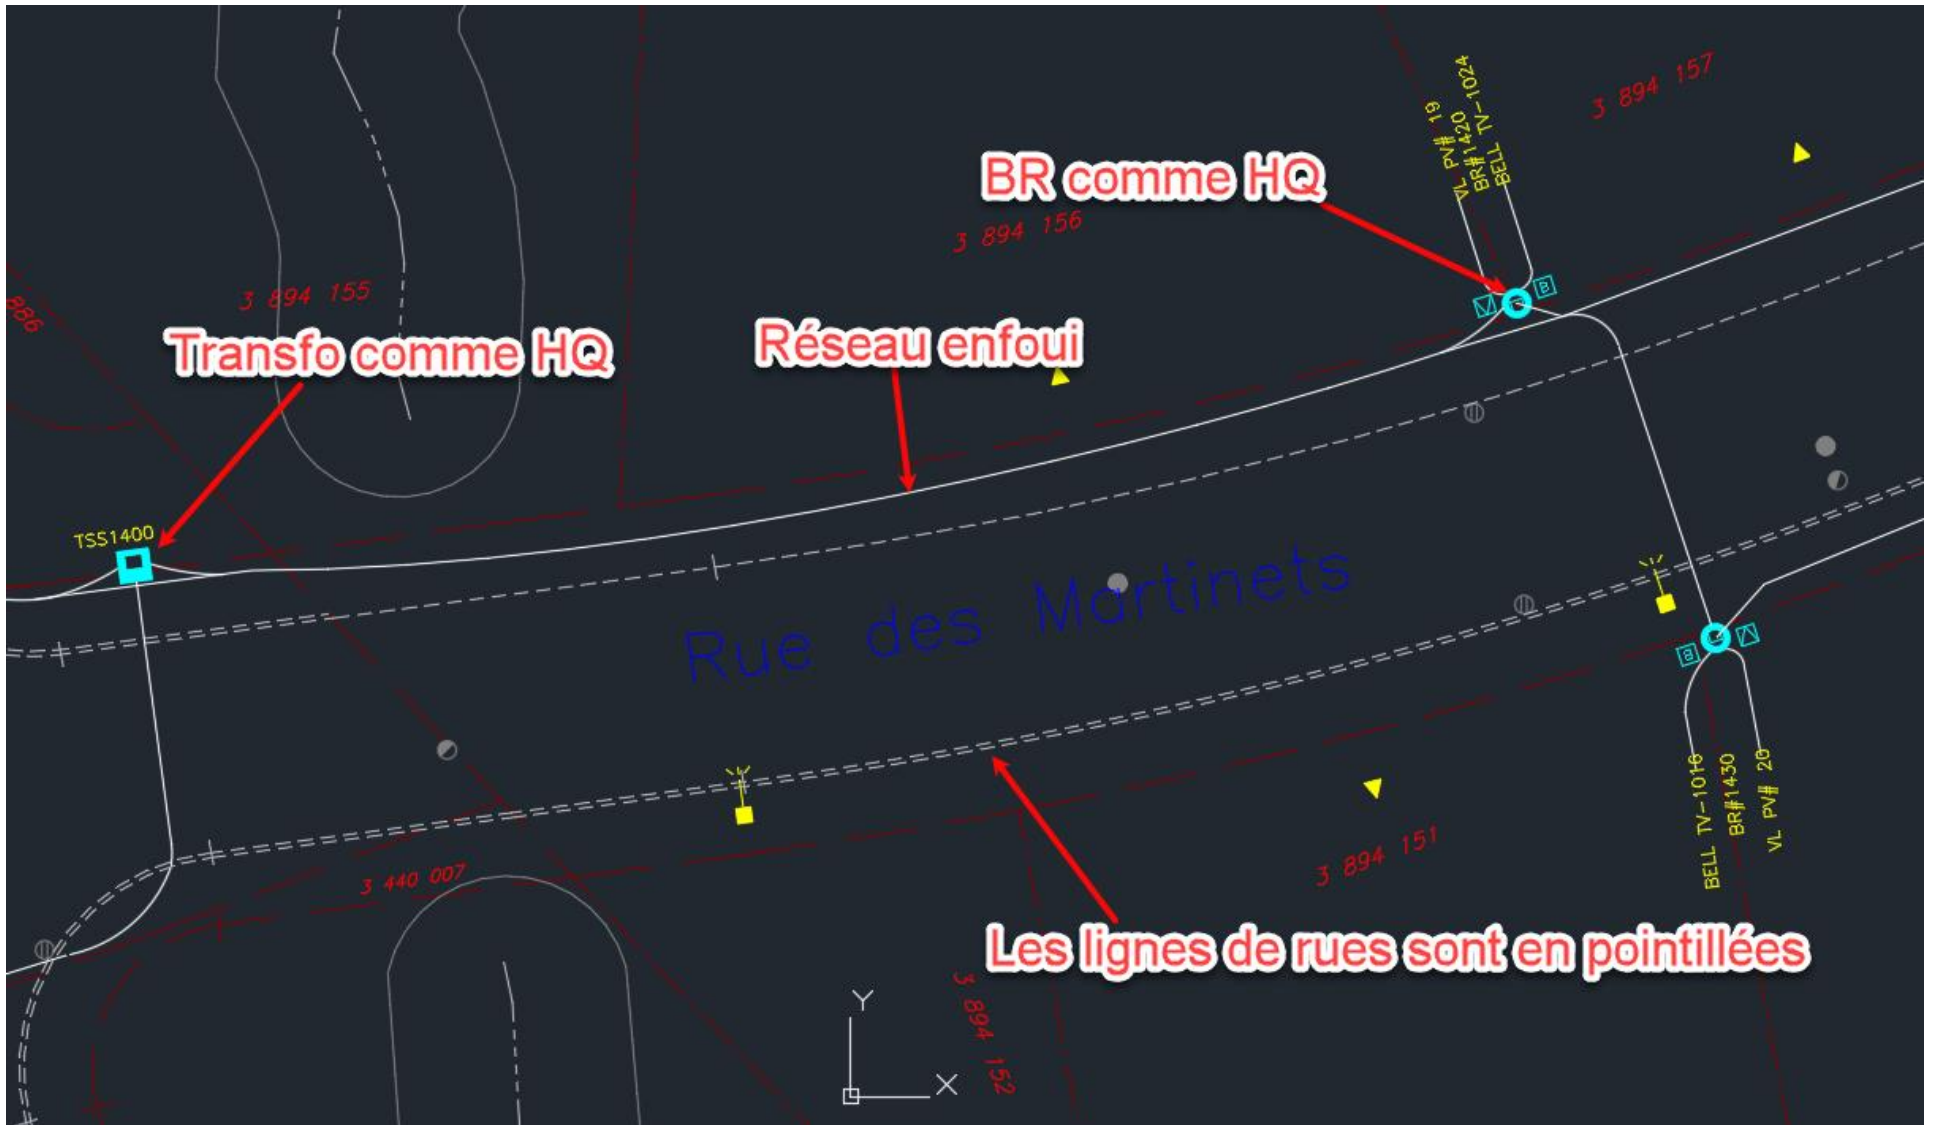 VL PV# 19
BR#1420
BELL TV-1024
3 894 157
BR comme HQ
3 894 156
3 894 155
886
Transfo comme HQ
Réseau enfoui
V
B
TSS1400
Rue des Martinets
B
V
BELL TV-1016
BR#1430
VL PV# 20
3 894 151
3 440 007
Les lignes de rues sont en pointillées
3 894 152
Y
X